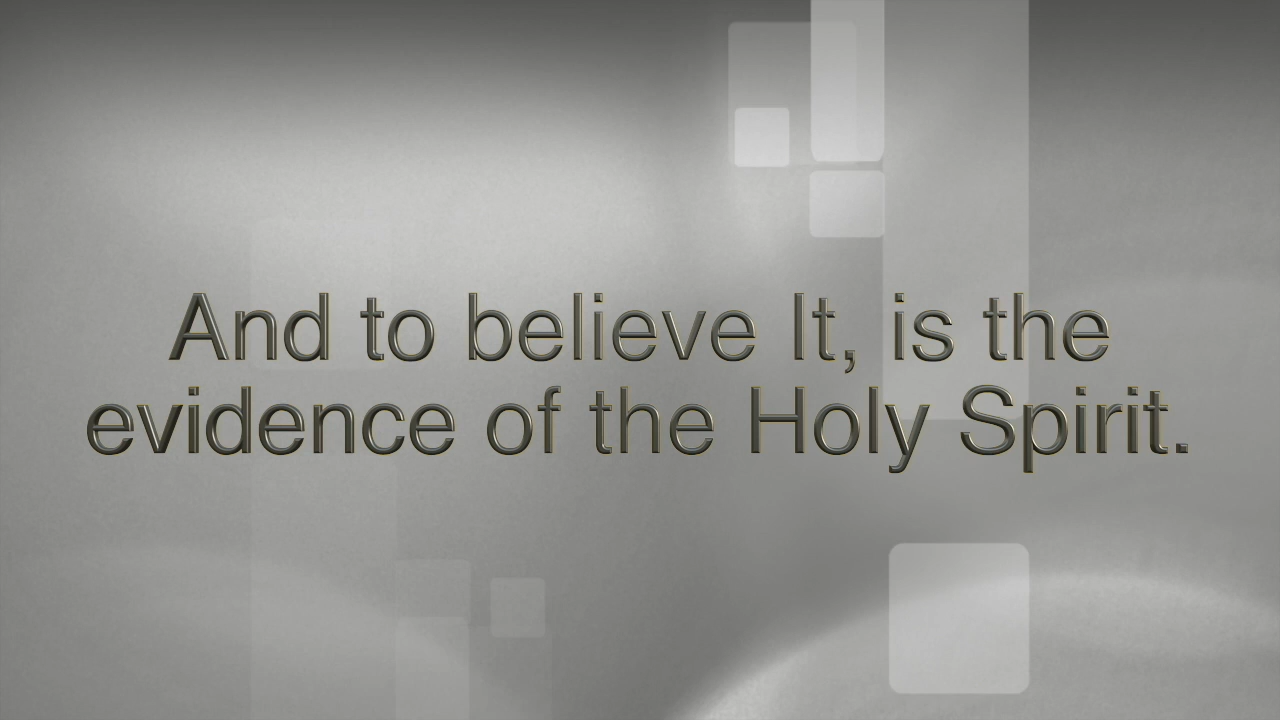 And to believe It, is the
evidence of the Holy Spirit.